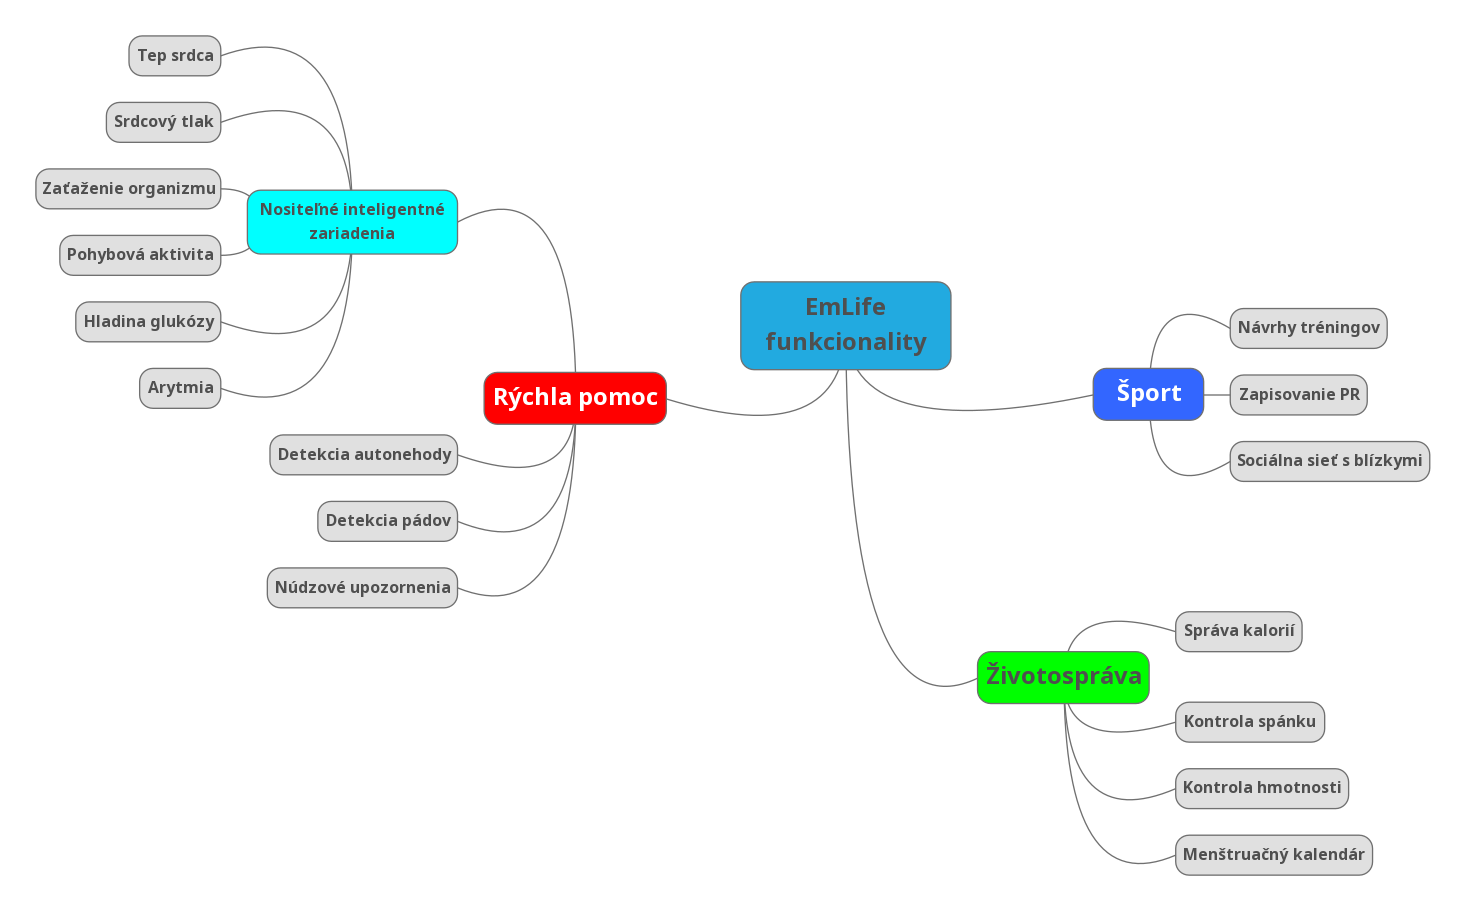 Tep srdca
Srdcový tlak
Zaťaženie organizmu
Pohybová aktivita
Hladina glukózy
Arytmia
Nositeľné inteligentné
zariadenia
Rýchla pomoc
Detekcia autonehody
Detekcia pádov
Núdzové upozornenia
EmLife
funkcionality
Šport
Návrhy tréningov
Zapisovanie PR
Sociálna sieť s blízkymi
Životospráva
Správa kalorií
Kontrola spánku
Kontrola hmotnosti
Menštruačný kalendár